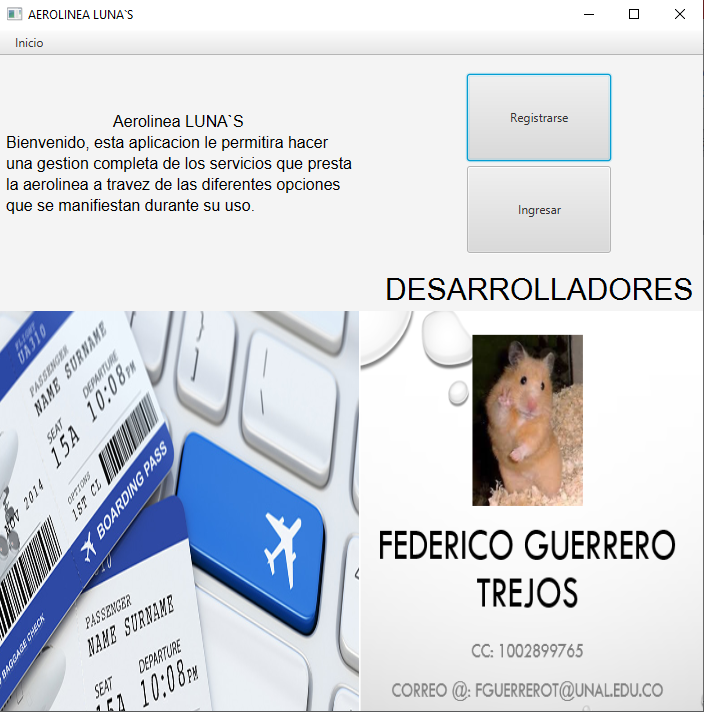 AEROLINEA LUNA`S
Inicio
Aerolinea LUNA`S
Bienvenido, esta aplicacion le permitira hacer
una gestion completa de los servicios que presta
la aerolinea a travez de las diferentes opciones
que se manifiestan durante su uso.
Registrarse
Ingresar
DESARROLLADORES
FLIGHT
UA310
PASSENGER
NAME SURNAME
SEAT
15A
DEPARTURE
10:08PM
OPTIONS
1ST CL
NOV 2014
BOARDING PASS
BAGGAGE CHECK
PASSENGER
NAME SURNAME
SEAT
15A
DEPARTURE
10:08PM
FEDERICO GUERRERO
TREJOS
CC: 1002899765
CORREO @: FGUERREROT@UNAL.EDU.CO